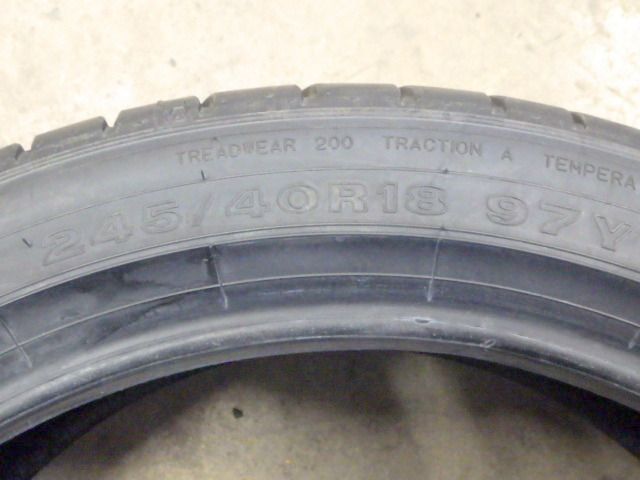 TREADWEAR 200 TRACTION A TEMPERA
245/40R18 97Y